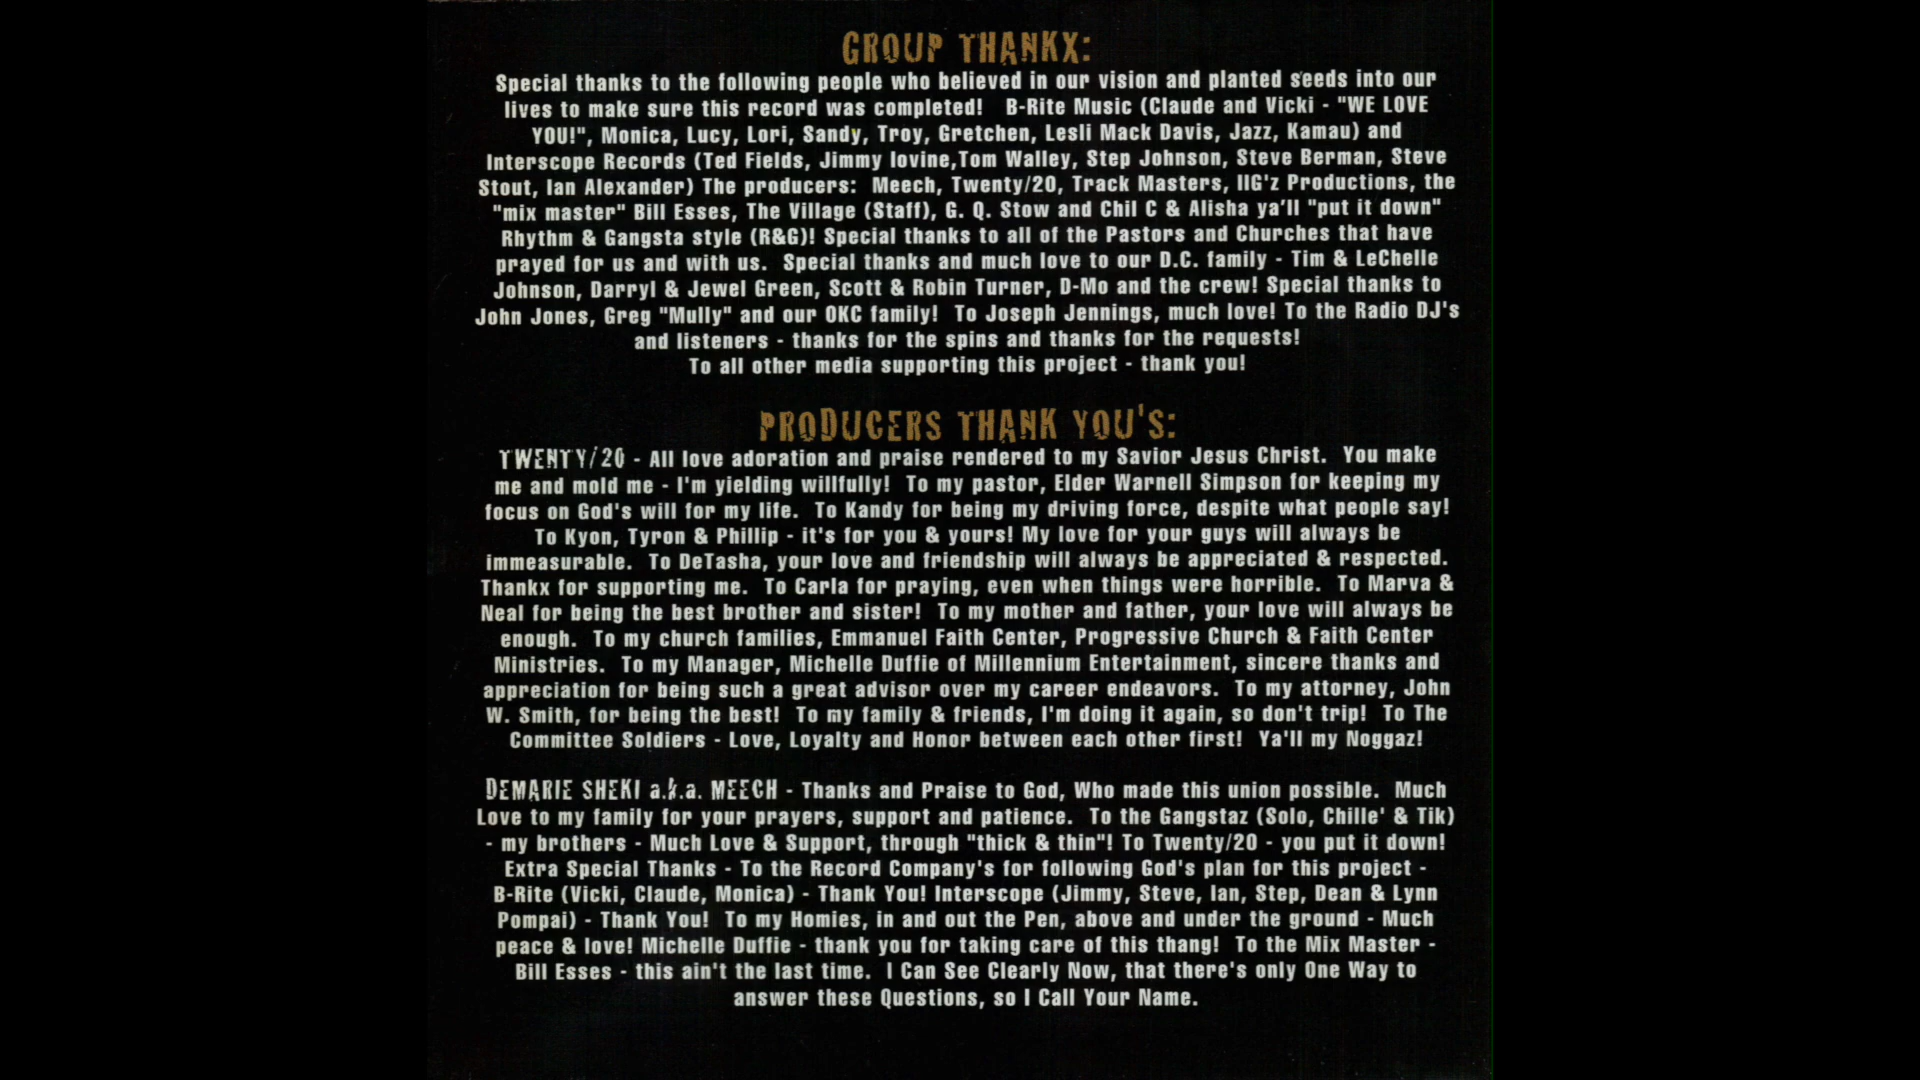 GROUP THANKX:
Special thanks to the following people who believed in our vision and planted seeds into our
lives to make sure this record was completed!  B-Rite Music (Claude and Vicki - "WE LOVE
YOU!", Monica, Lucy, Lori, Sandy, Troy, Gretchen, Lesli Mack Davis, Jazz, Kamau) and
Interscope Records (Ted Fields, Jimmy Iovine,Tom Walley, Step Johnson, Steve Berman, Steve
Stout, Ian Alexander) The producers:  Meech, Twenty/20, Track Masters, IIG'z Productions, the
"mix master" Bill Esses, The Village (Staff), G. Q. Stow and Chil C & Alisha ya'll "put it down"
Rhythm & Gangsta style (R&G)! Special thanks to all of the Pastors and Churches that have
prayed for us and with us.  Special thanks and much love to our D.C. family - Tim & LeChelle
Johnson, Darryl & Jewel Green, Scott & Robin Turner, D-Mo and the crew! Special thanks to
John Jones, Greg "Mully" and our OKC family!  To Joseph Jennings, much love! To the Radio DJ's
and listeners - thanks for the spins and thanks for the requests!
To all other media supporting this project - thank you!
PRODUCERS THANK YOU'S:
TWENTY/20 - All love adoration and praise rendered to my Savior Jesus Christ.  You make
me and mold me - I'm yielding willfully!  To my pastor, Elder Warnell Simpson for keeping my
focus on God's will for my life.  To Kandy for being my driving force, despite what people say!
To Kyon, Tyron & Phillip - it's for you & yours! My love for your guys will always be
immeasurable.  To DeTasha, your love and friendship will always be appreciated & respected.
Thankx for supporting me.  To Carla for praying, even when things were horrible.  To Marva &
Neal for being the best brother and sister!  To my mother and father, your love will always be
enough.  To my church families, Emmanuel Faith Center, Progressive Church & Faith Center
Ministries.  To my Manager, Michelle Duffie of Millennium Entertainment, sincere thanks and
appreciation for being such a great advisor over my career endeavors.  To my attorney, John
W. Smith, for being the best!  To my family & friends, I'm doing it again, so don't trip!  To The
Committee Soldiers - Love, Loyalty and Honor between each other first!  Ya'll my Noggaz!
DEMARIE SHEKI a.k.a. MEECH - Thanks and Praise to God, Who made this union possible.  Much
Love to my family for your prayers, support and patience.  To the Gangstaz (Solo, Chille' & Tik)
- my brothers - Much Love & Support, through "thick & thin"! To Twenty/20 - you put it down!
Extra Special Thanks - To the Record Company's for following God's plan for this project -
B-Rite (Vicki, Claude, Monica) - Thank You! Interscope (Jimmy, Steve, Ian, Step, Dean & Lynn
Pompai) - Thank You!  To my Homies, in and out the Pen, above and under the ground - Much
peace & love! Michelle Duffie - thank you for taking care of this thang!  To the Mix Master -
Bill Esses - this ain't the last time.  I Can See Clearly Now, that there's only One Way to
answer these Questions, so I Call Your Name.